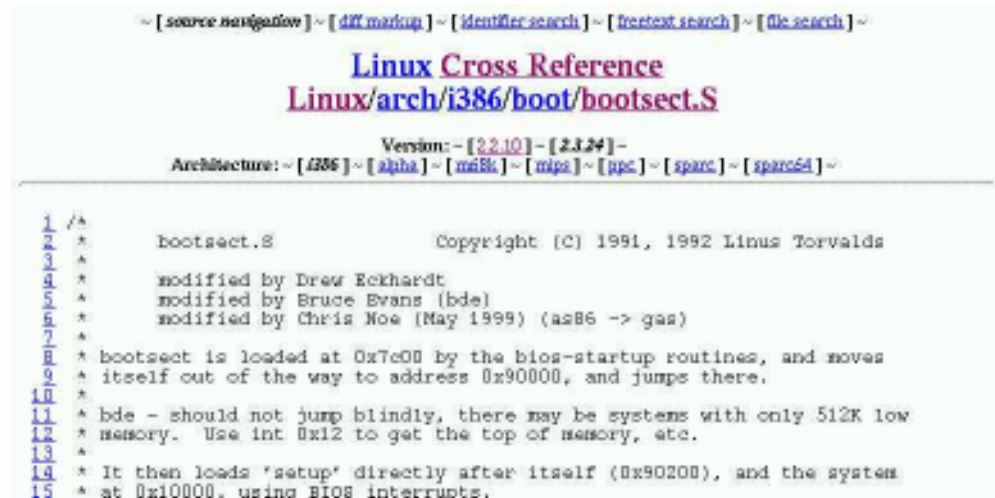 ~ [ source navigation ] ~ [ diff markup ] ~ [ identifier search ] ~ [ freetext search ] ~ [ file search ] ~
Linux Cross Reference
Linux/arch/i386/boot/bootsect.S
Version: ~ [ 2.2.10 ] ~ [ 2.3.24 ] ~
Architecture: ~ [ i386 ] ~ [ alpha ] ~ [ m68k ] ~ [ mips ] ~ [ ppc ] ~ [ sparc ] ~ [ sparc64 ] ~
1 /*
2 * bootsect.S Copyright (C) 1991, 1992 Linus Torvalds
3 *
4 * modified by Drew Eckhardt
5 * modified by Bruce Evans (bde)
6 * modified by Chris Noe (May 1999) (as86 -> gas)
7 *
8 * bootsect is loaded at 0x7c00 by the bios-startup routines, and moves
9 * itself out of the way to address 0x90000, and jumps there.
10 *
11 * bde - should not jump blindly, there may be systems with only 512K low
12 * memory. Use int 0x12 to get the top of memory, etc.
13 *
14 * It then loads 'setup' directly after itself (0x90200), and the system
15 * at 0x10000, using BIOS interrupts.